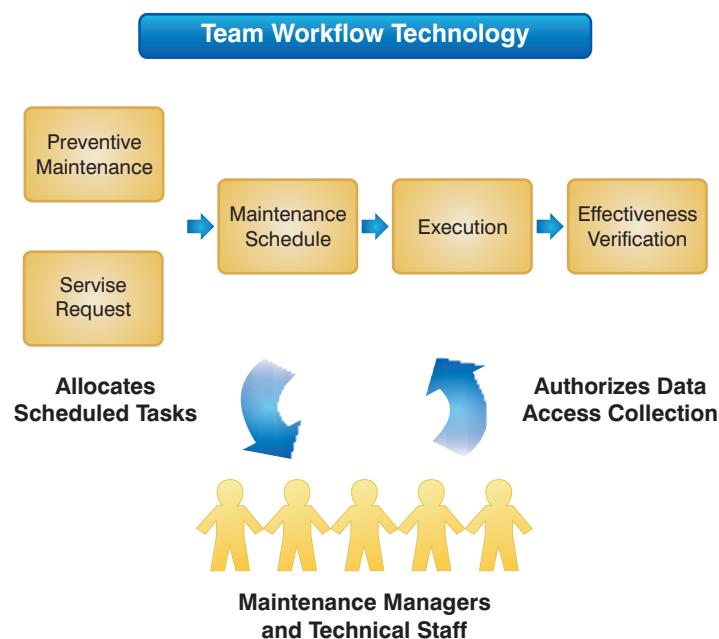 Team Workflow Technology
Preventive
Maintenance
Servise
Request
Maintenance
Schedule
Execution
Effectiveness
Verification
Allocates
Scheduled Tasks
Authorizes Data
Access Collection
Maintenance Managers
and Technical Staff